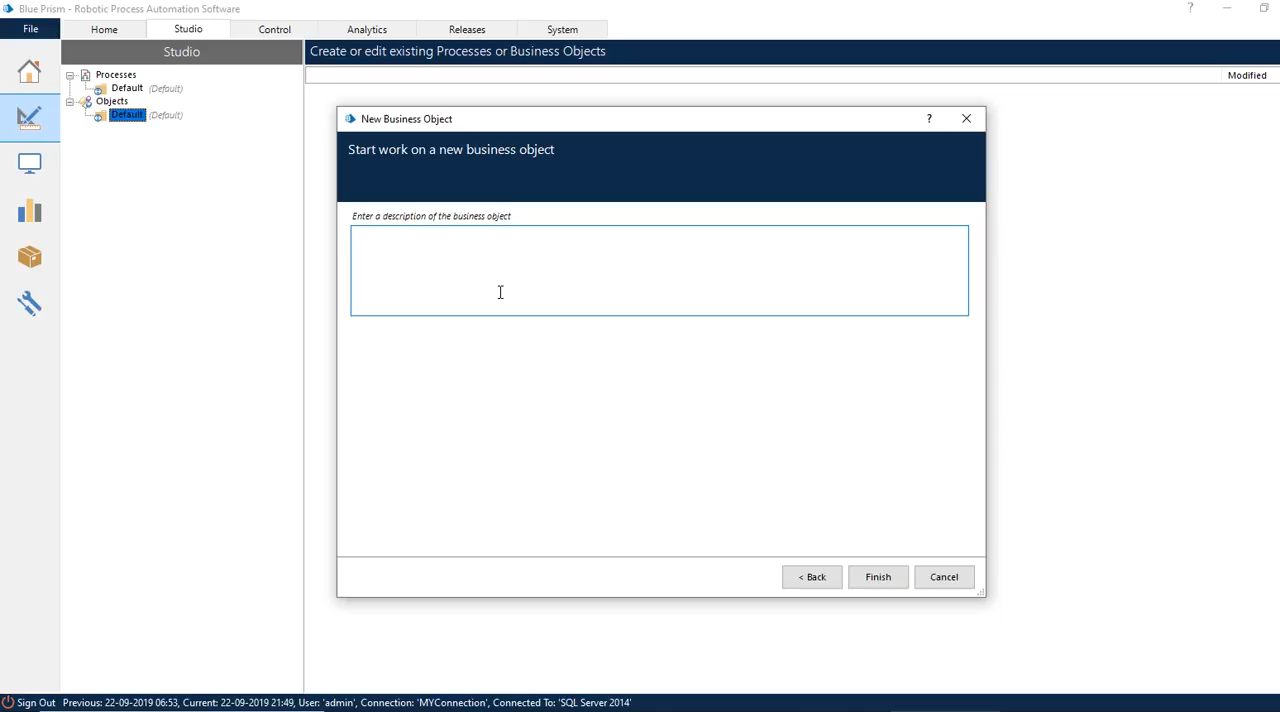 Blue Prism - Robotic Process Automation Software
?
File
Home
Studio
Control
Analytics
Releases
System
Studio
Create or edit existing Processes or Business Objects
Modified
Processes
Default (Default)
Objects
Default (Default)
New Business Object
?
Start work on a new business object
Enter a description of the business object
< Back
Finish
Cancel
Sign Out Previous: 22-09-2019 06:53, Current: 22-09-2019 21:49, User: 'admin', Connection: 'MYConnection', Connected To: 'SQL Server 2014'